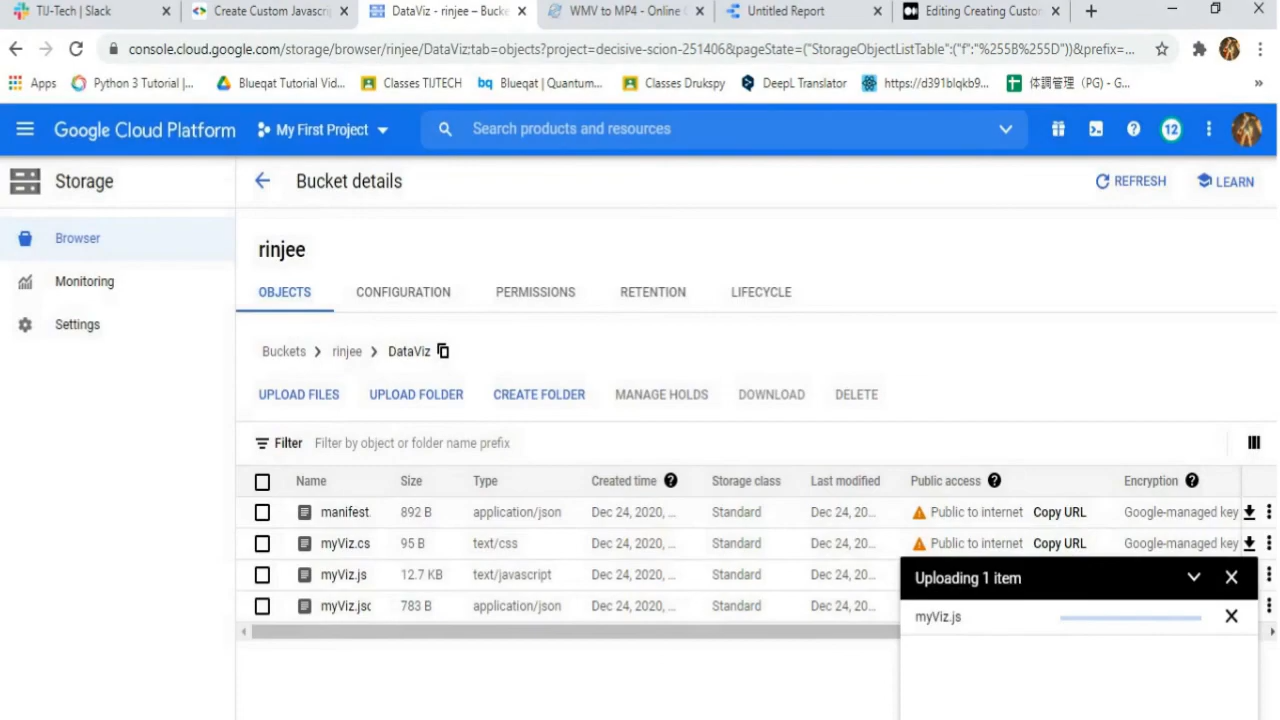 TIJ-Tech | Slack
Create Custom Javascri
DataViz - rinjee – Bucke
WMV to MP4 - Online C
Untitled Report
Editing Creating Custo
console.cloud.google.com/storage/browser/rinjee/DataViz;tab=objects?project=decisive-scion-251406&pageState=("StorageObjectListTable":("f":"%255B%255D"))&prefix=...
Apps
Python 3 Tutorial |...
Blueqat Tutorial Vid...
Classes TIJTECH
bq Blueqat | Quantum...
Classes Drukspy
DeepL Translator
https://d391blqkb9...
体調管理（PG）- G...
Google Cloud Platform
My First Project
Search products and resources
12
Storage
Bucket details
REFRESH
LEARN
Browser
Monitoring
Settings
rinjee
OBJECTS CONFIGURATION PERMISSIONS RETENTION LIFECYCLE
Buckets > rinjee > DataViz
UPLOAD FILES UPLOAD FOLDER CREATE FOLDER MANAGE HOLDS DOWNLOAD DELETE
Filter Filter by object or folder name prefix
Name Size Type Created time Storage class Last modified Public access Encryption
manifest. 892 B application/json Dec 24, 2020, ... Standard Dec 24, 20... Public to internet Copy URL Google-managed key
myViz.cs 95 B text/css Dec 24, 2020, ... Standard Dec 24, 20... Public to internet Copy URL Google-managed key
myViz.js 12.7 KB text/javascript Dec 24, 2020, ... Standard Dec 24, 20...
myViz.jsc 783 B application/json Dec 24, 2020, ... Standard Dec 24, 20...
Uploading 1 item
myViz.js